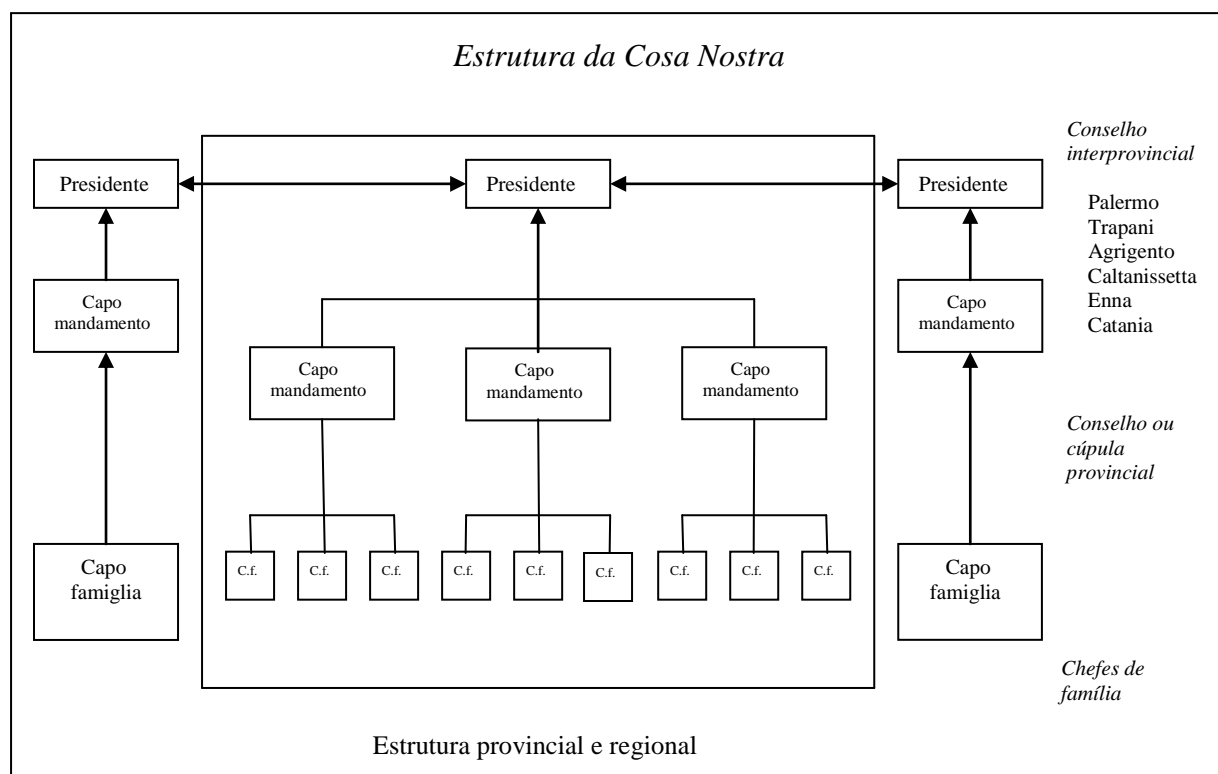 Estrutura da Cosa Nostra
Conselho
interprovincial
Presidente
Presidente
Presidente
Palermo
Trapani
Agrigento
Caltanissetta
Enna
Catania
Capo
mandamento
Capo
mandamento
Capo
mandamento
Capo
mandamento
Capo
mandamento
Conselho ou
cúpula
provincial
Capo
famiglia
C.f.
C.f.
C.f.
C.f.
C.f.
C.f.
C.f.
C.f.
C.f.
Capo
famiglia
Chefes de
família
Estrutura provincial e regional